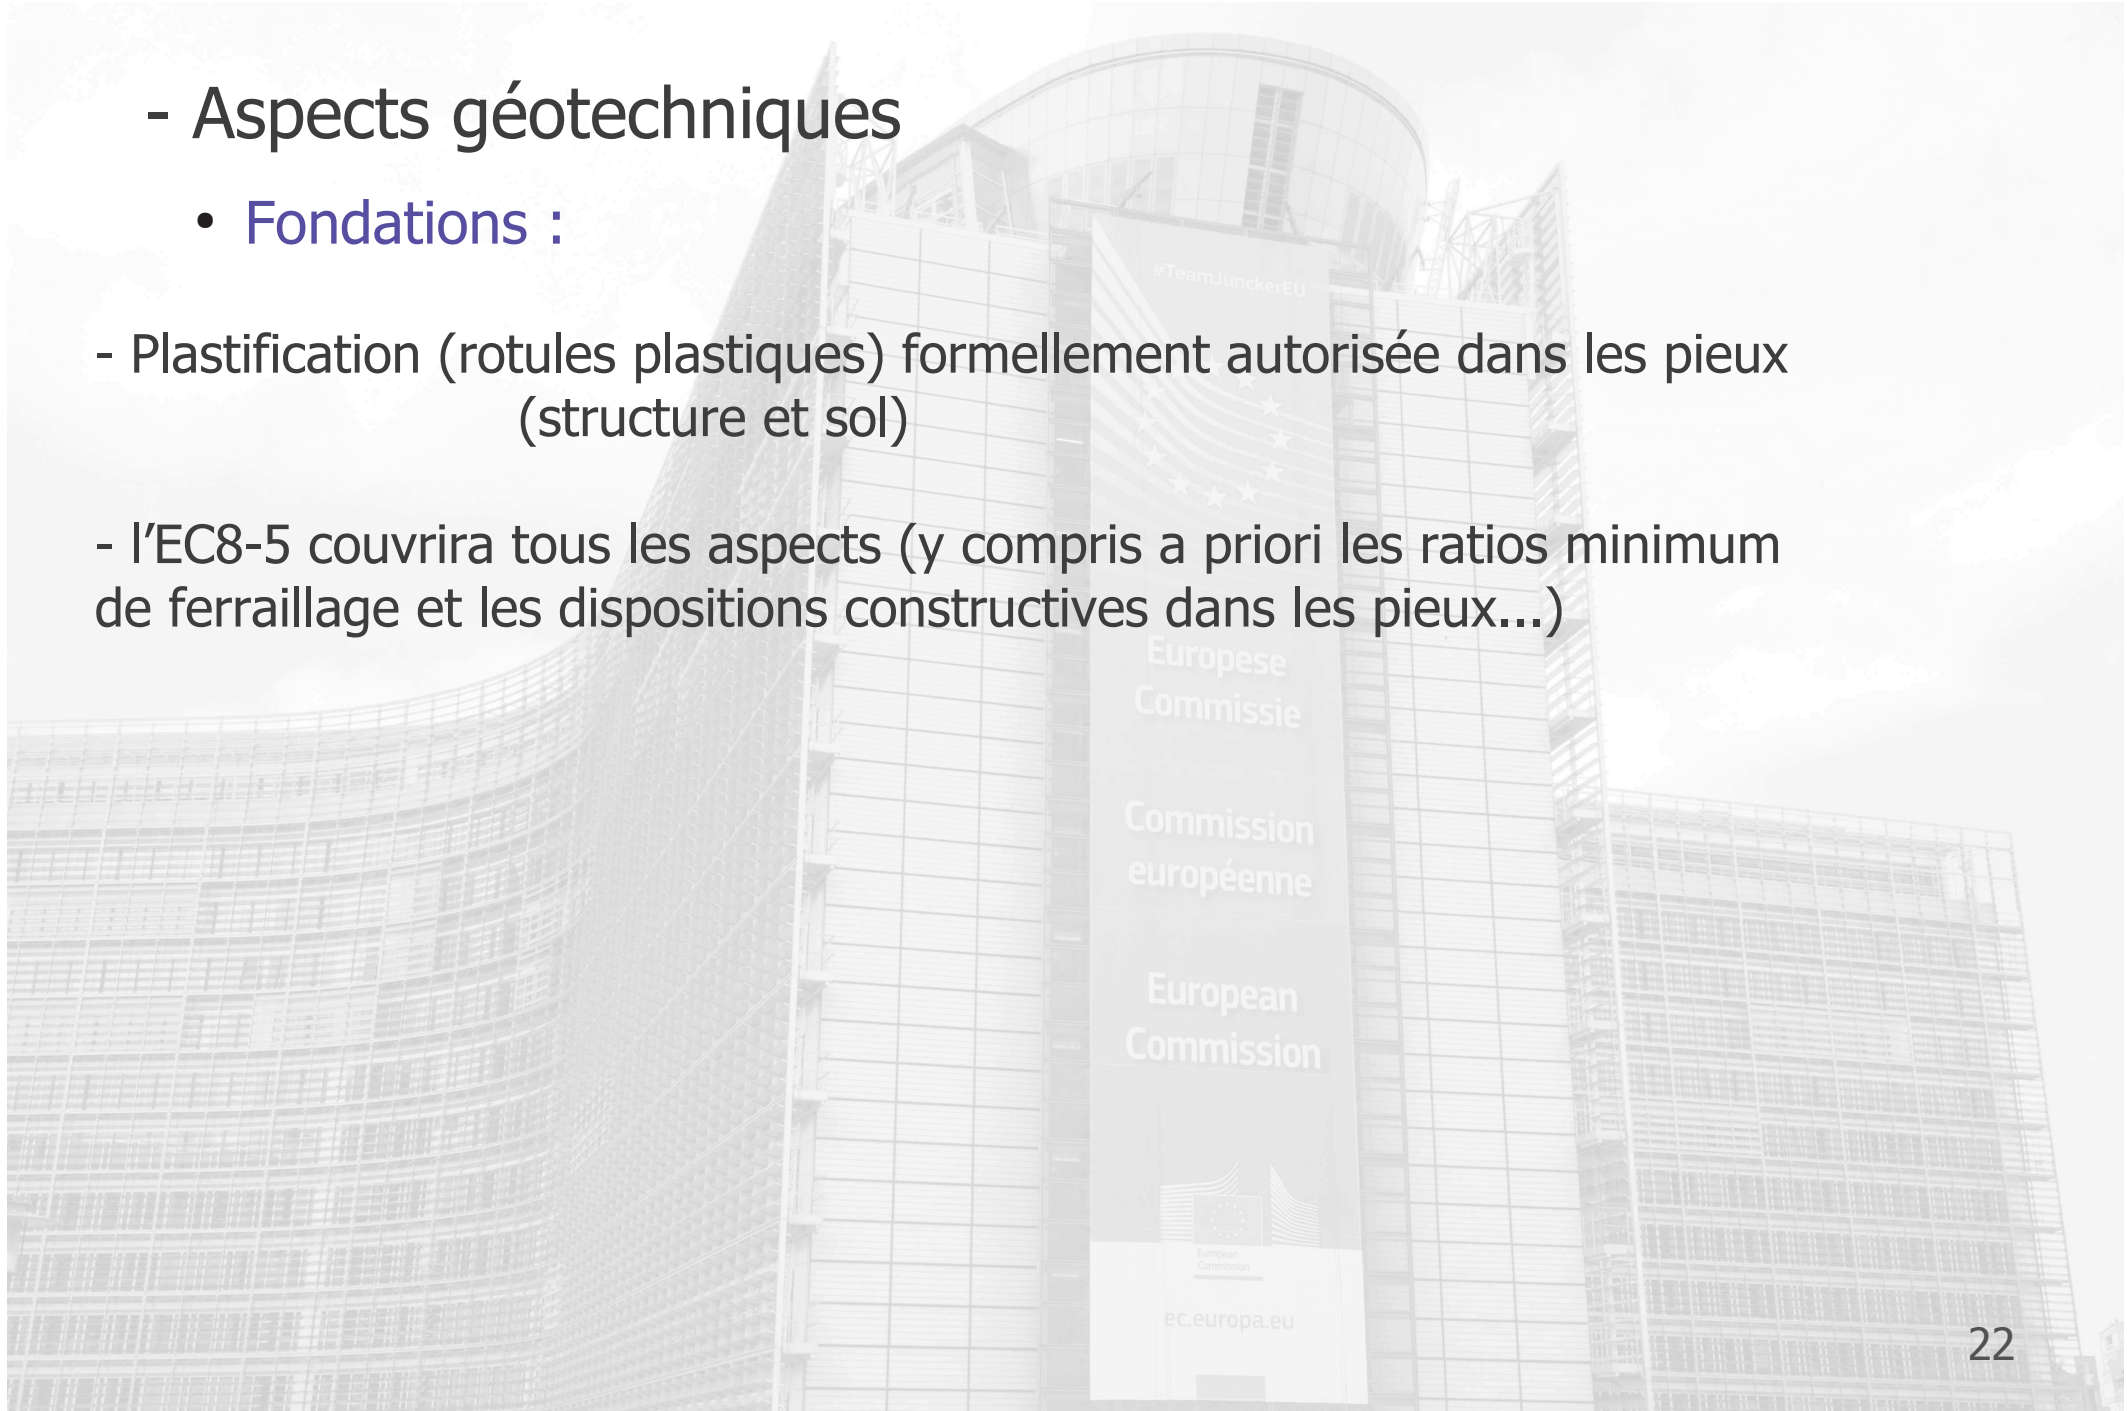 - Aspects géotechniques
• Fondations :
- Plastification (rotules plastiques) formellement autorisée dans les pieux
(structure et sol)
- l’EC8-5 couvrira tous les aspects (y compris a priori les ratios minimum
de ferraillage et les dispositions constructives dans les pieux...)
#TeamJunckerEU
Europese
Commissie
Commission
européenne
European
Commission
European
Commission
ec.europa.eu
22